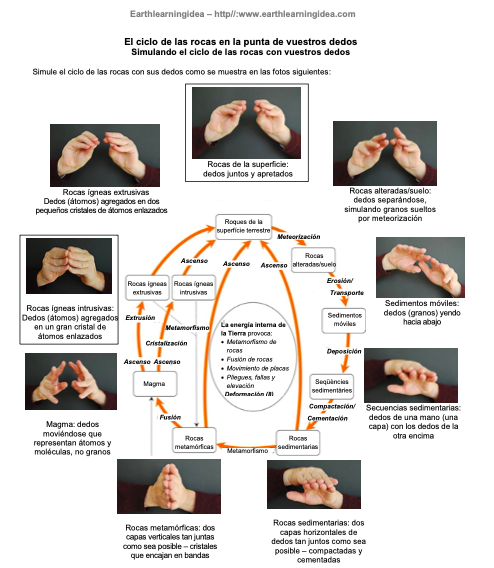 Earthlearningidea – http//:www.earthlearningidea.com
El ciclo de las rocas en la punta de vuestros dedos
Simulando el ciclo de las rocas con vuestros dedos
Simule el ciclo de las rocas con sus dedos como se muestra en las fotos siguientes:
Rocas de la superficie:
dedos juntos y apretados
Rocas ígneas extrusivas
Dedos (átomos) agregados en dos
pequeños cristales de átomos enlazados
Rocas alteradas/suelo:
dedos separándose,
simulando granos sueltos
por meteorización
Roques de la
superfície terrestre
Meteorización
Ascenso
Ascenso
Ascenso
Rocas
alteradas/suelo
Erosión/
Transporte
Rocas ígneas
extrusivas
Rocas ígneas
intrusivas
Rocas ígneas intrusivas:
Dedos (átomos) agregados
en un gran cristal de
átomos enlazados
Sedimentos móviles:
dedos (granos) yendo
hacia abajo
Extrusión
Metamorfismo
Cristalización
La energía interna de
la Tierra provoca:
• Metamorfismo de
rocas
• Fusión de rocas
• Movimiento de placas
• Pliegues, fallas y
elevación
Deformación (8)
Sedimentos
móviles
Deposición
Ascenso
Ascenso
Magma
Seqüències
sedimentàries
Compactación/
Cementación
Magma: dedos
moviéndose que
representan átomos y
moléculas, no granos
Secuencias sedimentarias:
dedos de una mano (una
capa) con los dedos de la
otra encima
Fusión
Rocas
metamórficas
Metamorfismo
Rocas
sedimentarias
Rocas metamórficas: dos
capas verticales tan juntas
como sea posible – cristales
que encajan en bandas
Rocas sedimentarias: dos
capas horizontales de
dedos tan juntos como sea
posible – compactadas y
cementadas